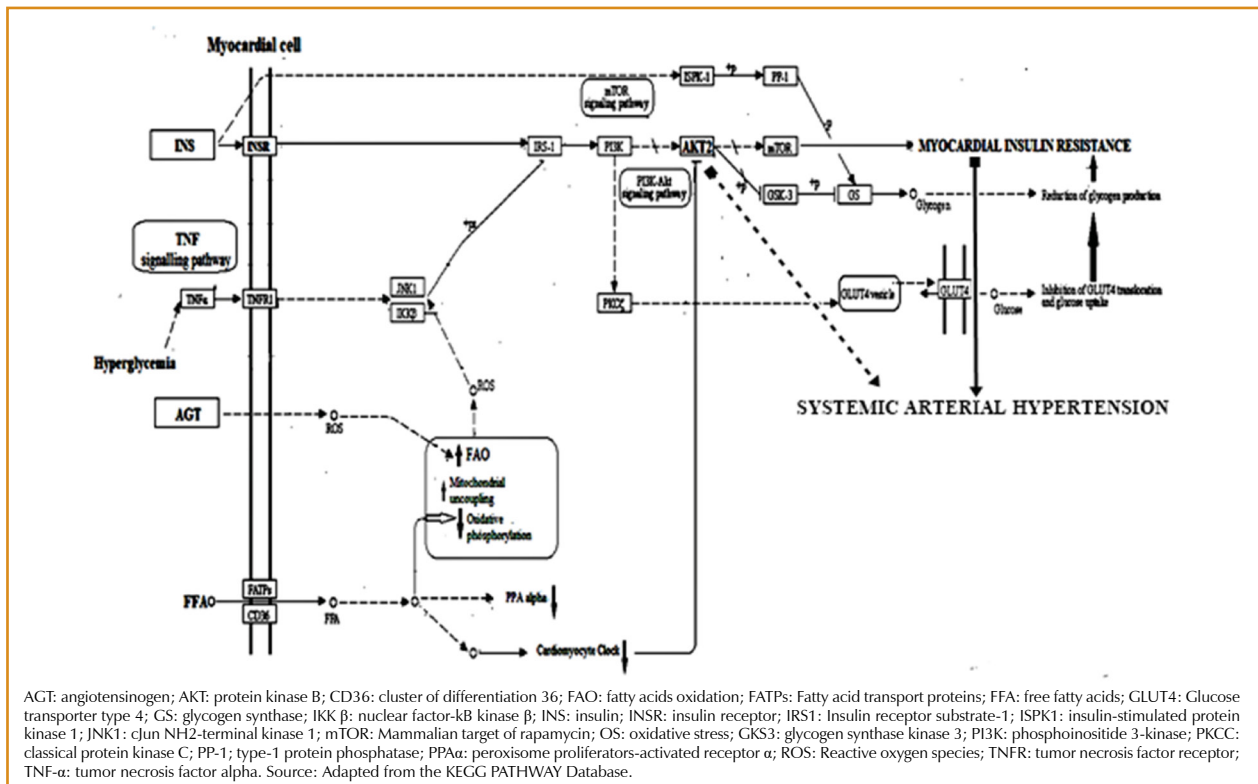 Myocardial cell
ISPK-1
+p
PP-1
mTOR
signaling pathway
-p
INS
INSR
IRS-1
PI3K
AKT2
mTOR
MYOCARDIAL INSULIN RESISTANCE
PI3K-Akt
signaling pathway
+p
GSK-3
+p
OS
Glycogen
Reduction of glycogen production
TNF
signalling pathway
TNFα
TNFR1
JNK1
IKKβ
PKCζ
GLUT4 vesicle
GLUT4
Glucose
Inhibition of GLUT4 translocation
and glucose uptake
Hyperglycemia
ROS
AGT
ROS
SYSTEMIC ARTERIAL HYPERTENSION
FAO
Mitochondrial
uncoupling
Oxidative
phosphorylation
FATPs
FFA
CD36
FFA
PPA alpha
Cardiomyocyte Clock
AGT: angiotensinogen; AKT: protein kinase B; CD36: cluster of differentiation 36; FAO: fatty acids oxidation; FATPs: Fatty acid transport proteins; FFA: free fatty acids; GLUT4: Glucose
transporter type 4; GS: glycogen synthase; IKK β: nuclear factor-kB kinase β; INS: insulin; INSR: insulin receptor; IRS1: Insulin receptor substrate-1; ISPK1: insulin-stimulated protein
kinase 1; JNK1: cJun NH2-terminal kinase 1; mTOR: Mammalian target of rapamycin; OS: oxidative stress; GKS3: glycogen synthase kinase 3; PI3K: phosphoinositide 3-kinase; PKCC:
classical protein kinase C; PP-1; type-1 protein phosphatase; PPAα: peroxisome proliferators-activated receptor α; ROS: Reactive oxygen species; TNFR: tumor necrosis factor receptor;
TNF-α: tumor necrosis factor alpha. Source: Adapted from the KEGG PATHWAY Database.